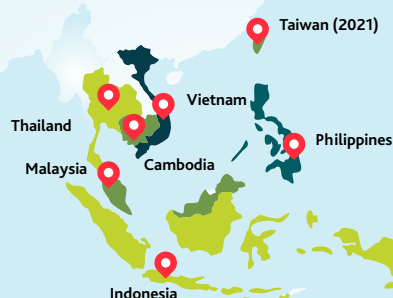 Taiwan (2021)
Vietnam
Thailand
Philippines
Cambodia
Malaysia
Indonesia